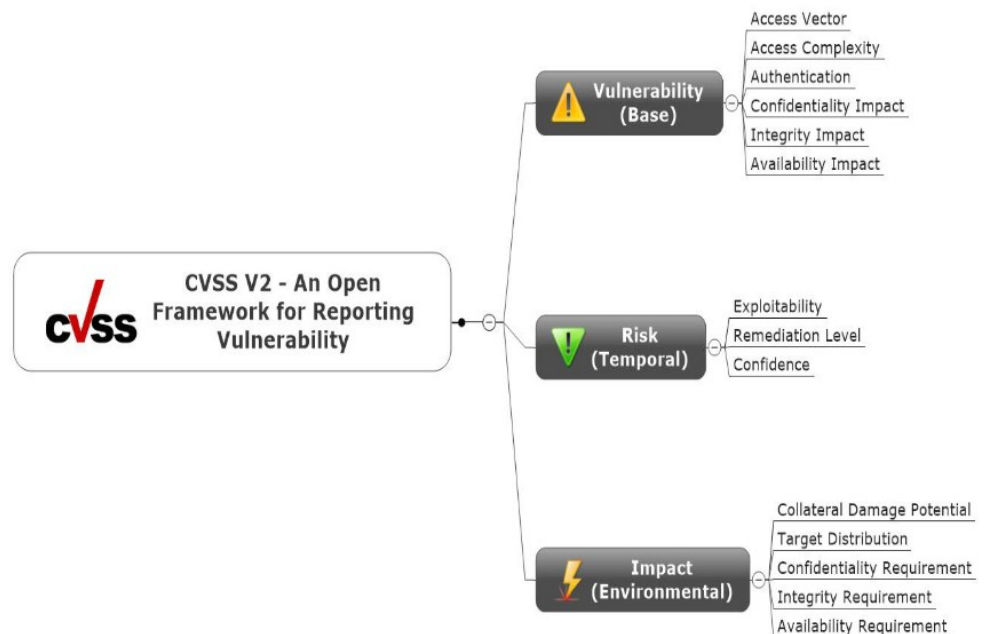 cvss
CVSS V2 - An Open
Framework for Reporting
Vulnerability
Vulnerability
(Base)
Access Vector
Access Complexity
Authentication
Confidentiality Impact
Integrity Impact
Availability Impact
Risk
(Temporal)
Exploitability
Remediation Level
Confidence
Impact
(Environmental)
Collateral Damage Potential
Target Distribution
Confidentiality Requirement
Integrity Requirement
Availability Requirement